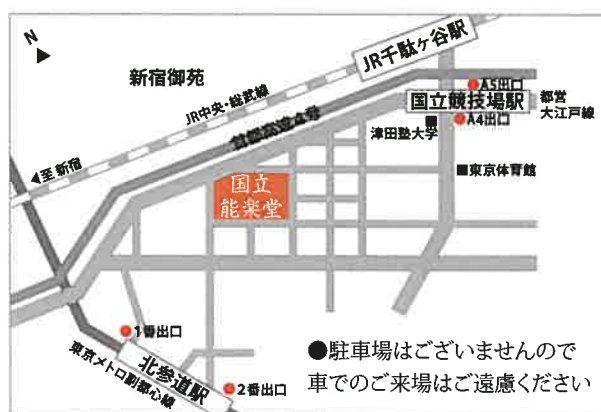 N
新宿御苑
JR千駄ヶ谷駅
JR中央・総武線
首都高速4号
◀至 新宿
A5出口
国立競技場駅
都営
大江戸線
A4出口
津田塾大学
東京体育館
国立
能楽堂
1番出口
北参道駅
東京メトロ副都心線
2番出口
●駐車場はございませんので
車でのご来場はご遠慮ください